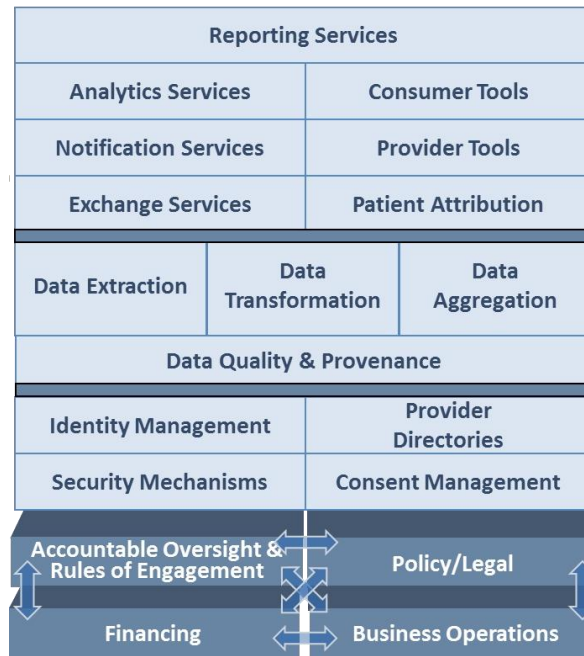 Reporting Services
Analytics Services
Consumer Tools
Notification Services
Provider Tools
Exchange Services
Patient Attribution
Data Extraction
Data
Transformation
Data
Aggregation
Data Quality & Provenance
Identity Management
Provider
Directories
Security Mechanisms
Consent Management
Accountable Oversight &
Rules of Engagement
Policy/Legal
Financing
Business Operations